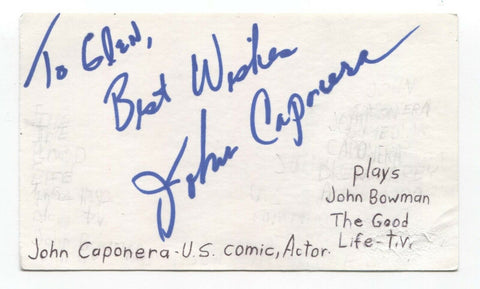 To Glen,
Best Wishes
John Caponera
plays
John Bowman
The Good
Life-t.v.
John Caponera-U.S. comic, Actor.